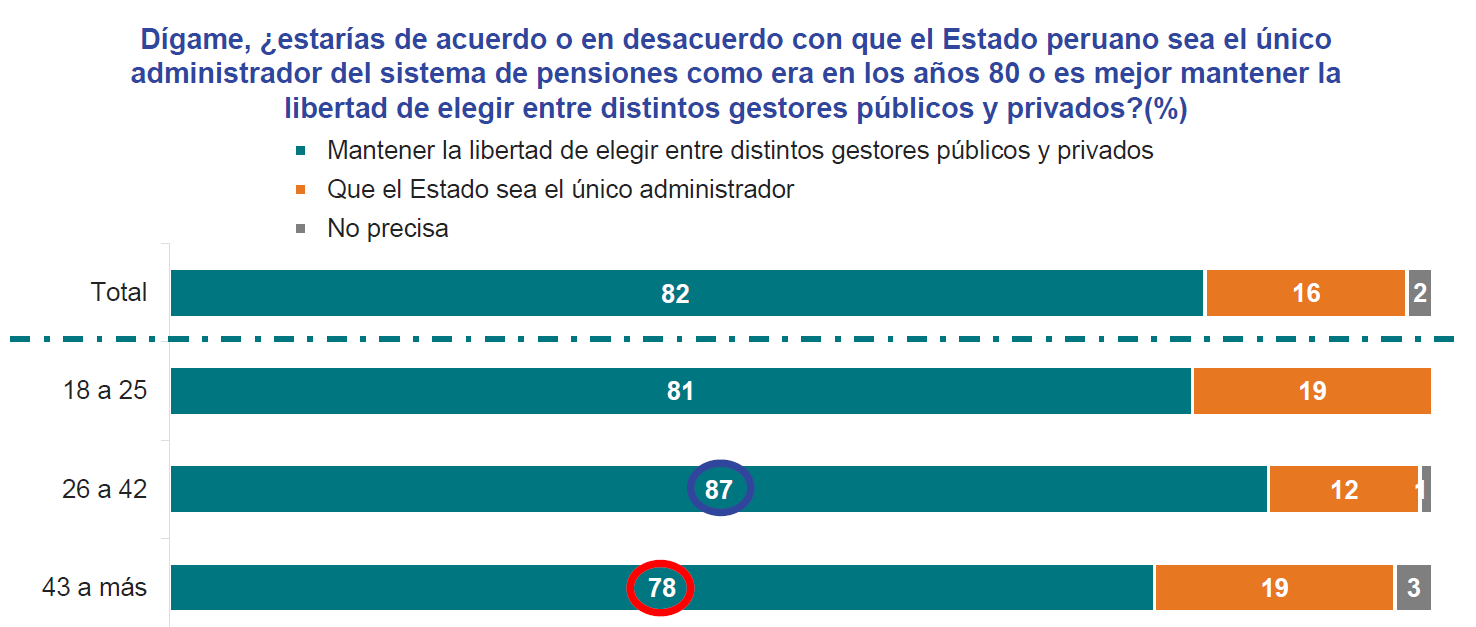 Dígame, ¿estarías de acuerdo o en desacuerdo con que el Estado peruano sea el único
administrador del sistema de pensiones como era en los años 80 o es mejor mantener la
libertad de elegir entre distintos gestores públicos y privados?(%)
Mantener la libertad de elegir entre distintos gestores públicos y privados
Que el Estado sea el único administrador
No precisa
Total 82 16 2
18 a 25 81 19
26 a 42 87 12 1
43 a más 78 19 3